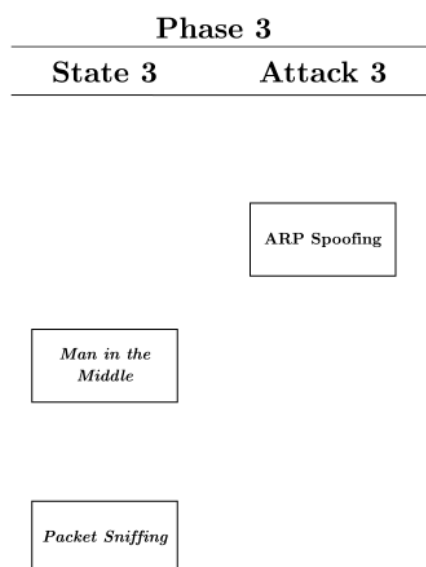 Phase 3
State 3 Attack 3
ARP Spoofing
Man in the
Middle
Packet Sniffing